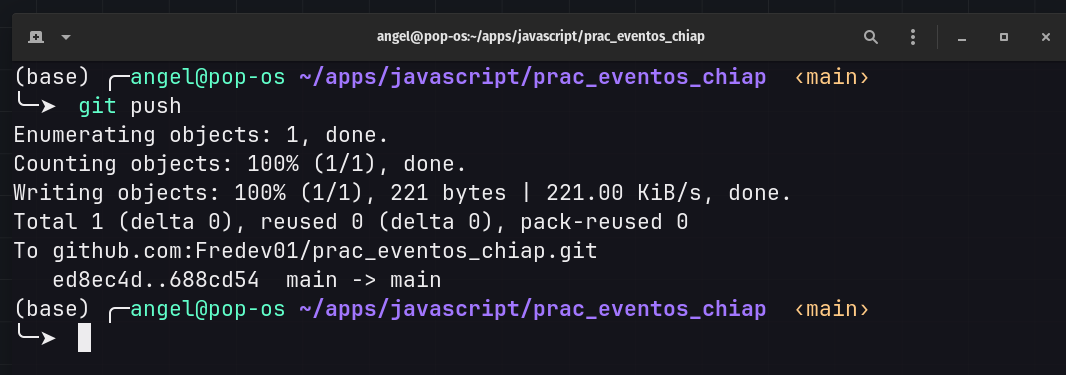 angel@pop-os:~/apps/javascript/prac_eventos_chiap
(base) ╭─angel@pop-os ~/apps/javascript/prac_eventos_chiap ‹main›
╰─➤ git push
Enumerating objects: 1, done.
Counting objects: 100% (1/1), done.
Writing objects: 100% (1/1), 221 bytes | 221.00 KiB/s, done.
Total 1 (delta 0), reused 0 (delta 0), pack-reused 0
To github.com:Fredev01/prac_eventos_chiap.git
   ed8ec4d..688cd54  main -> main
(base) ╭─angel@pop-os ~/apps/javascript/prac_eventos_chiap ‹main›
╰─➤